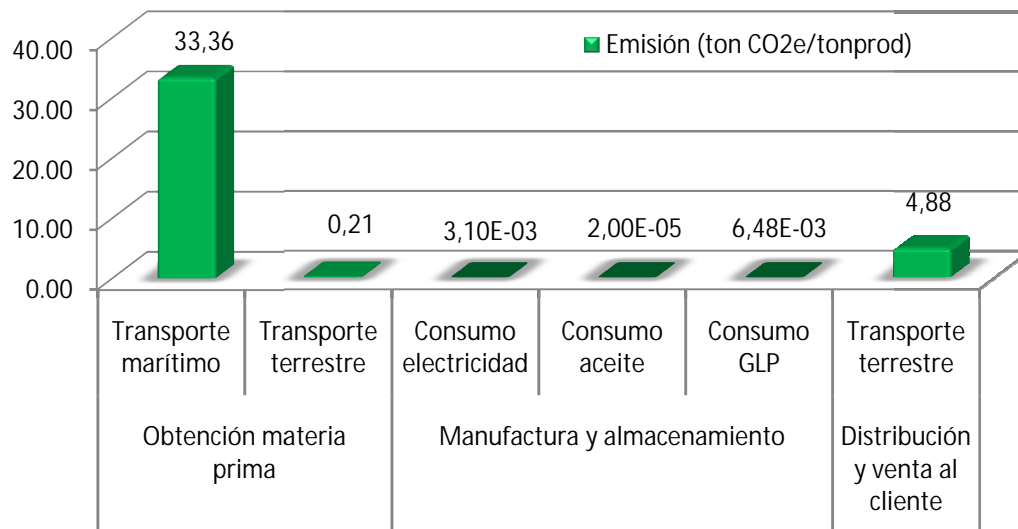 40.00
30.00
20.00
10.00
0.00
Emisión (ton CO2e/tonprod)
33,36
0,21
3,10E-03
2,00E-05
6,48E-03
4,88
Transporte
marítimo
Transporte
terrestre
Consumo
electricidad
Consumo
aceite
Consumo
GLP
Transporte
terrestre
Obtención materia
prima
Manufactura y almacenamiento
Distribución
y venta al
cliente